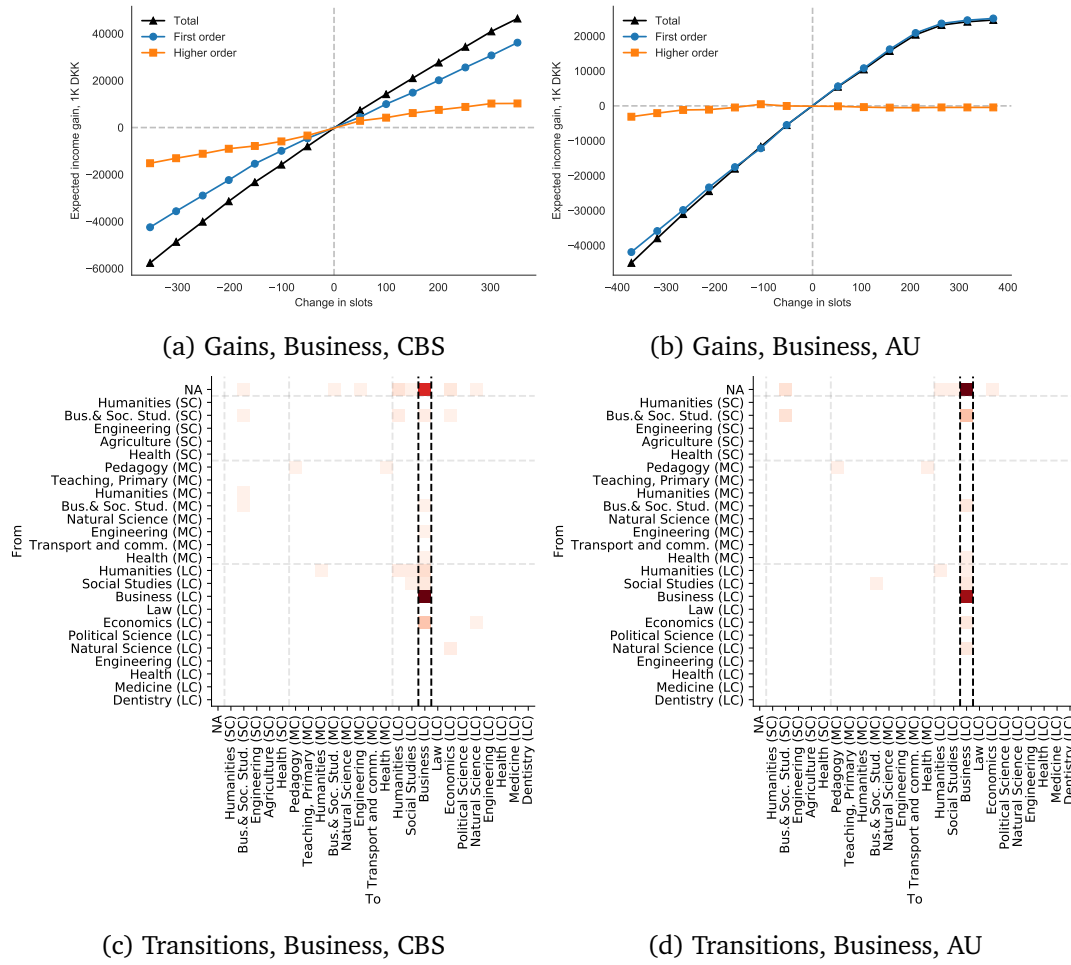 Total
First order
Higher order
Expected income gain, 1K DKK
40000
20000
0
−20000
−40000
−60000
−300
−200
−100
0
100
200
300
Change in slots
(a) Gains, Business, CBS
Total
First order
Higher order
Expected income gain, 1K DKK
20000
10000
0
−10000
−20000
−30000
−40000
−400
−300
−200
−100
0
100
200
300
400
Change in slots
(b) Gains, Business, AU
From
NA
Humanities (SC)
Bus.& Soc. Stud. (SC)
Engineering (SC)
Agriculture (SC)
Health (SC)
Pedagogy (MC)
Teaching, Primary (MC)
Humanities (MC)
Bus.& Soc. Stud. (MC)
Natural Science (MC)
Engineering (MC)
Transport and comm. (MC)
Health (MC)
Humanities (LC)
Social Studies (LC)
Business (LC)
Law (LC)
Economics (LC)
Political Science (LC)
Natural Science (LC)
Engineering (LC)
Health (LC)
Medicine (LC)
Dentistry (LC)
NA
Humanities (SC)
Bus.& Soc. Stud. (SC)
Engineering (SC)
Agriculture (SC)
Health (SC)
Pedagogy (MC)
Teaching, Primary (MC)
Humanities (MC)
Bus.& Soc. Stud. (MC)
Natural Science (MC)
Engineering (MC)
Transport and comm. (MC)
Health (MC)
Humanities (LC)
Social Studies (LC)
Business (LC)
Law (LC)
Economics (LC)
Political Science (LC)
Natural Science (LC)
Engineering (LC)
Health (LC)
Medicine (LC)
Dentistry (LC)
To
(c) Transitions, Business, CBS
From
NA
Humanities (SC)
Bus.& Soc. Stud. (SC)
Engineering (SC)
Agriculture (SC)
Health (SC)
Pedagogy (MC)
Teaching, Primary (MC)
Humanities (MC)
Bus.& Soc. Stud. (MC)
Natural Science (MC)
Engineering (MC)
Transport and comm. (MC)
Health (MC)
Humanities (LC)
Social Studies (LC)
Business (LC)
Law (LC)
Economics (LC)
Political Science (LC)
Natural Science (LC)
Engineering (LC)
Health (LC)
Medicine (LC)
Dentistry (LC)
NA
Humanities (SC)
Bus.& Soc. Stud. (SC)
Engineering (SC)
Agriculture (SC)
Health (SC)
Pedagogy (MC)
Teaching, Primary (MC)
Humanities (MC)
Bus.& Soc. Stud. (MC)
Natural Science (MC)
Engineering (MC)
Transport and comm. (MC)
Health (MC)
Humanities (LC)
Social Studies (LC)
Business (LC)
Law (LC)
Economics (LC)
Political Science (LC)
Natural Science (LC)
Engineering (LC)
Health (LC)
Medicine (LC)
Dentistry (LC)
To
(d) Transitions, Business, AU